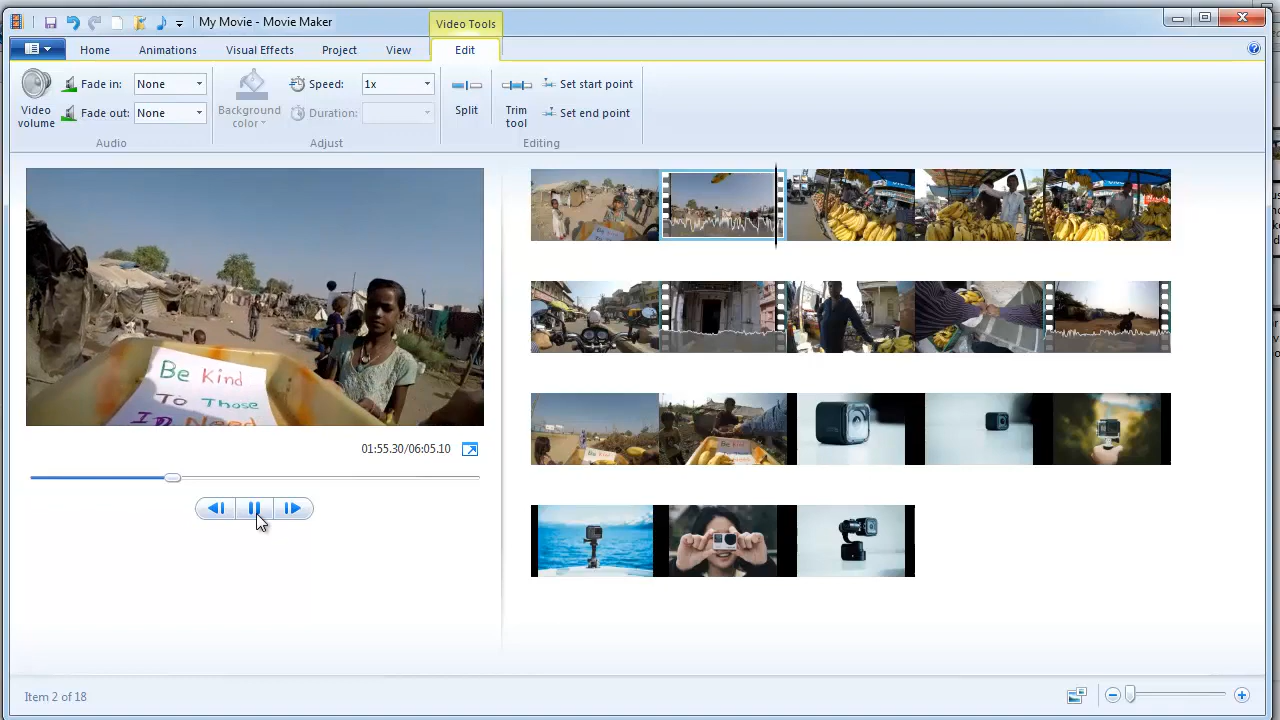 My Movie - Movie Maker
Video Tools
Home
Animations
Visual Effects
Project
View
Edit
Video volume
Fade in:
None
Fade out:
None
Audio
Background color
Speed:
1x
Duration:
Adjust
Split
Trim tool
Set start point
Set end point
Editing
Be Kind
To Those
In Need
01:55.30/06:05.10
Item 2 of 18